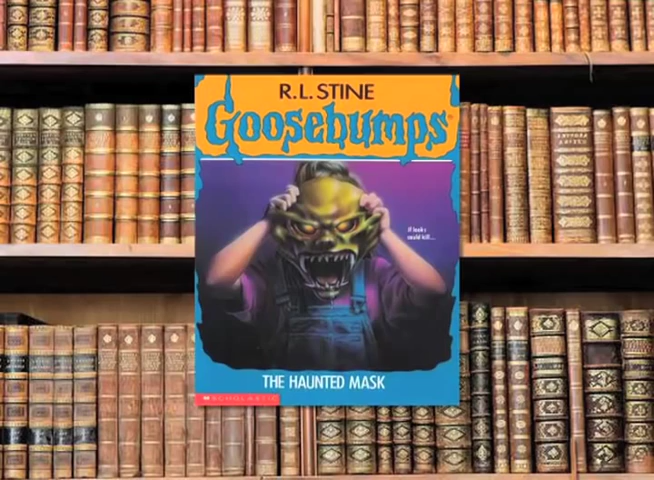 R.L. STINE
Goosebumps®
If looks
could kill...
THE HAUNTED MASK
SCHOLASTIC